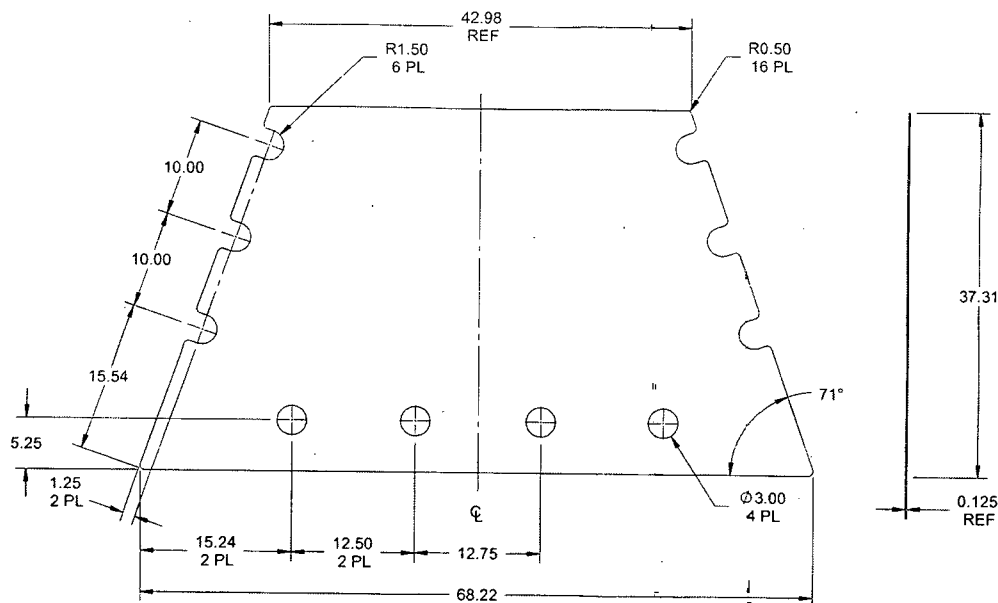 42.98
REF
R1.50
6 PL
R0.50
16 PL
10.00
10.00
37.31
15.54
71°
5.25
1.25
2 PL
℄
Ø3.00
4 PL
0.125
REF
15.24
2 PL
12.50
2 PL
12.75
68.22